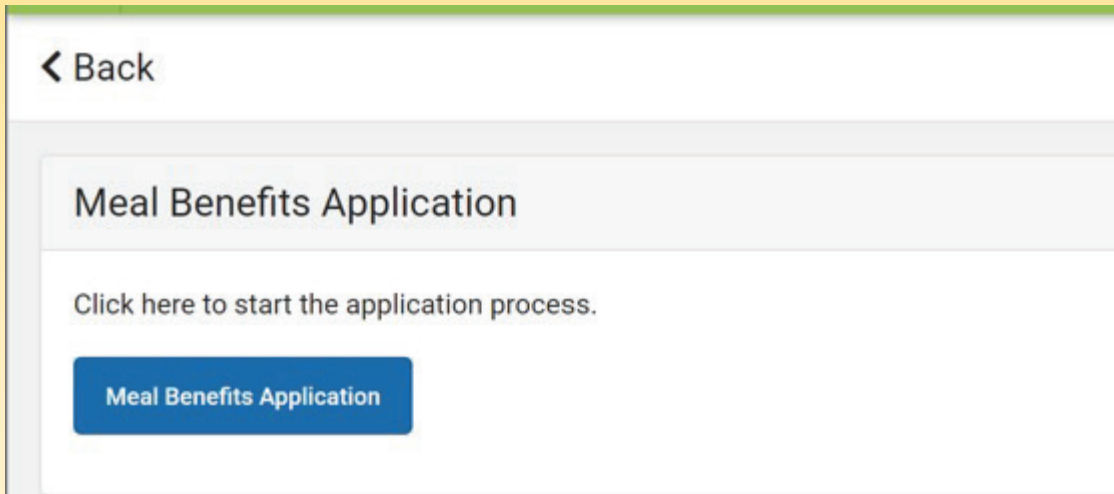 Back
Meal Benefits Application
Click here to start the application process.
Meal Benefits Application